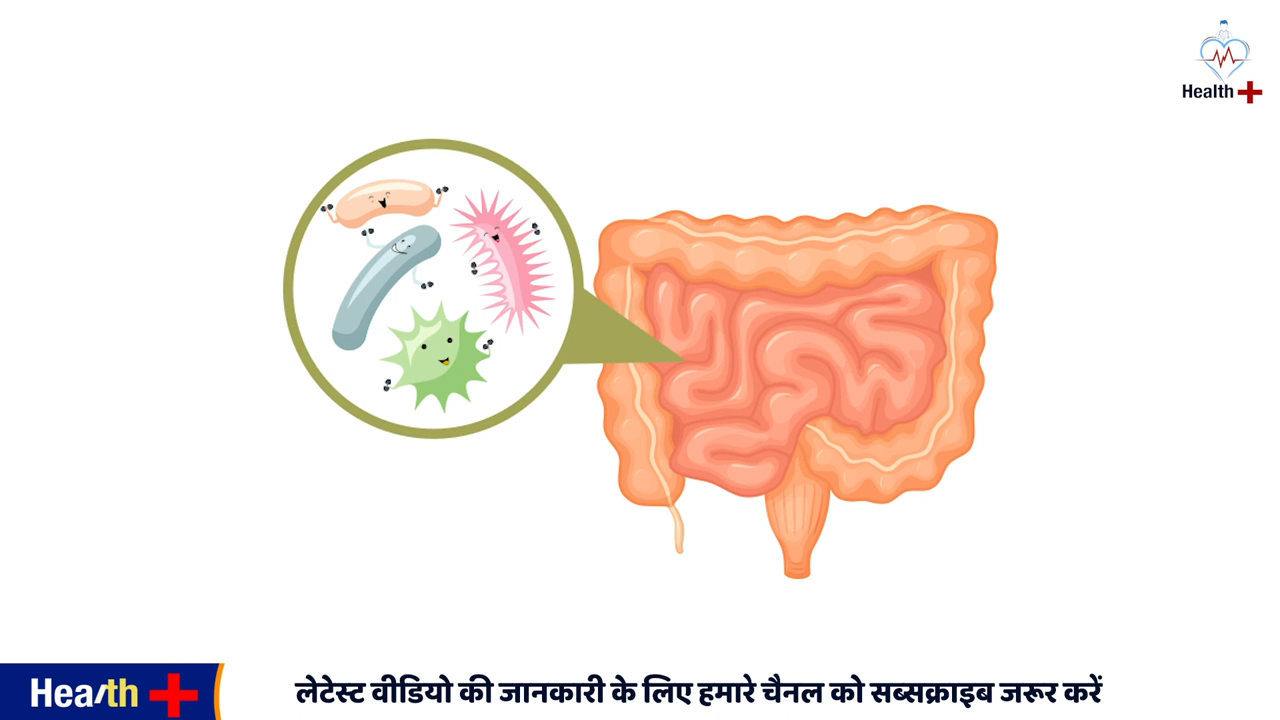 Health
Health
लेटेस्ट वीडियो की जानकारी के लिए हमारे चैनल को सब्सक्राइब जरूर करें